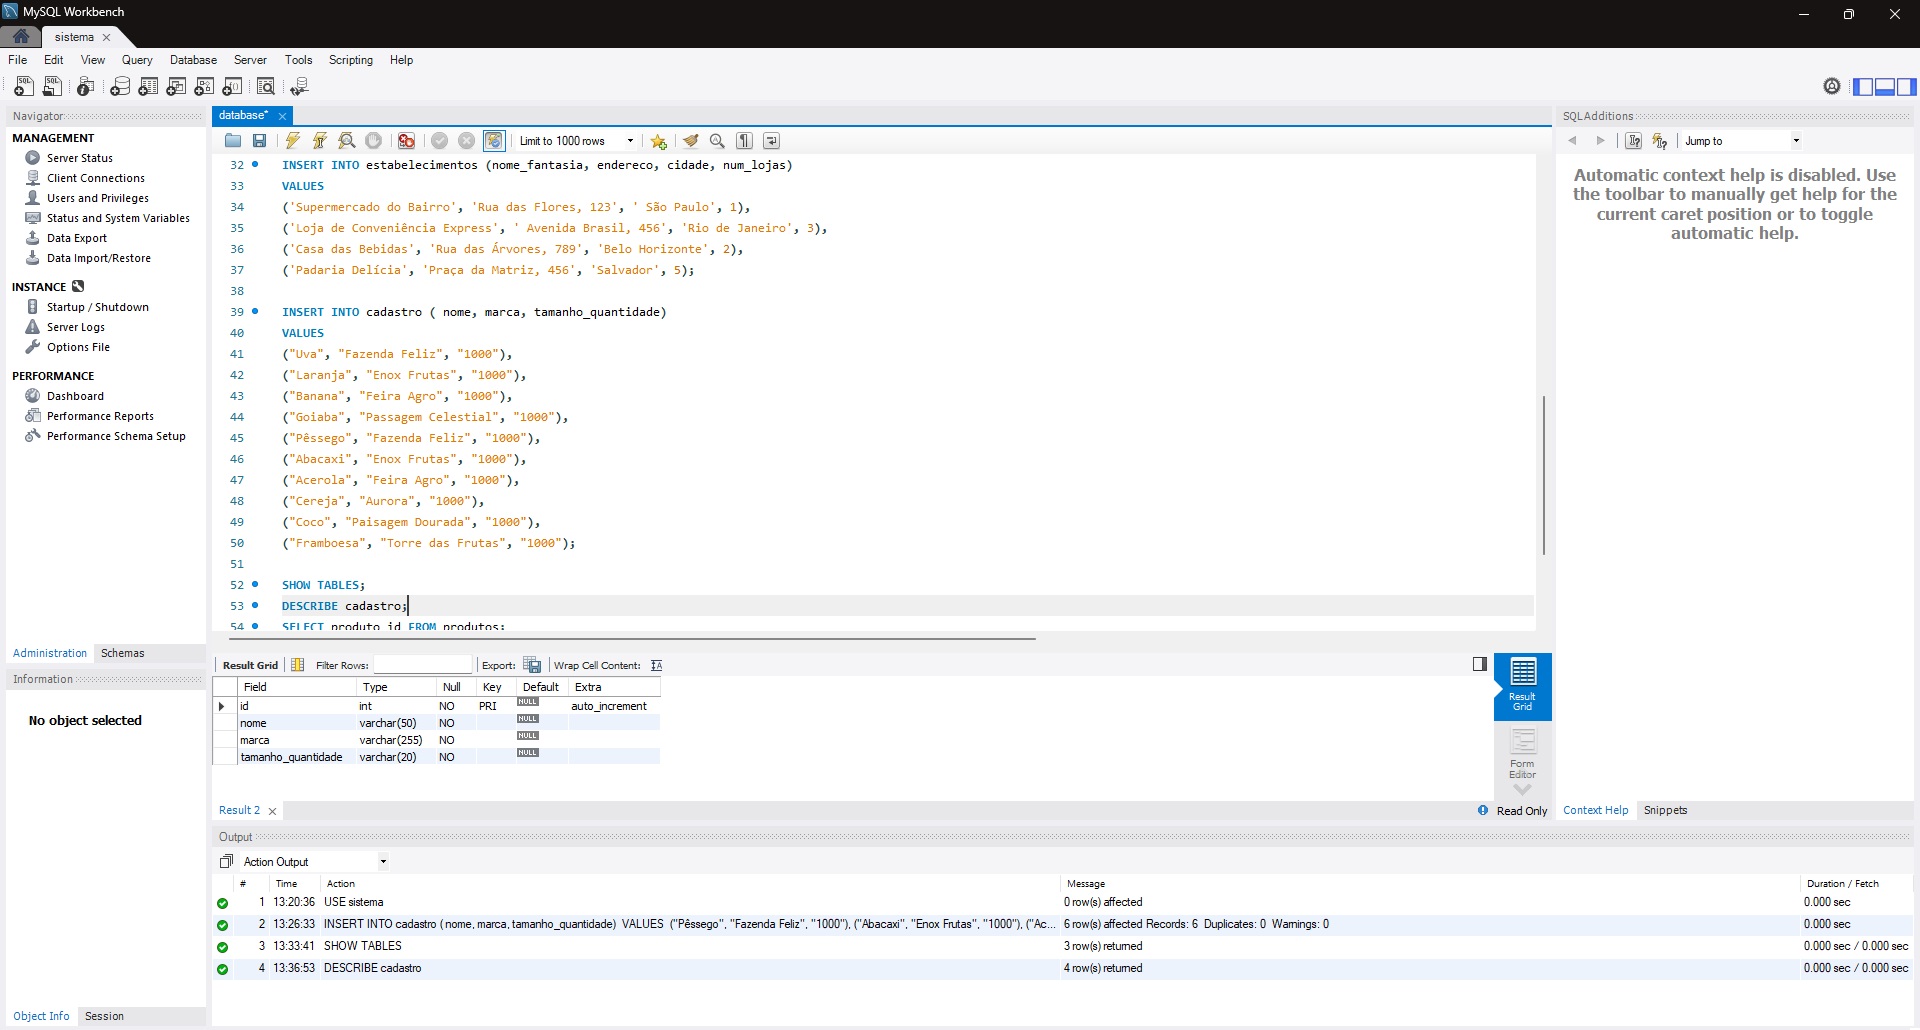 MySQL Workbench
sistema
File Edit View Query Database Server Tools Scripting Help
Navigator
MANAGEMENT
Server Status
Client Connections
Users and Privileges
Status and System Variables
Data Export
Data Import/Restore
INSTANCE
Startup / Shutdown
Server Logs
Options File
PERFORMANCE
Dashboard
Performance Reports
Performance Schema Setup
Administration Schemas
Information
No object selected
Object Info Session
database*
Limit to 1000 rows
32 INSERT INTO estabelecimentos (nome_fantasia, endereco, cidade, num_lojas)
33 VALUES
34 ('Supermercado do Bairro', 'Rua das Flores, 123', ' São Paulo', 1),
35 ('Loja de Conveniência Express', ' Avenida Brasil, 456', 'Rio de Janeiro', 3),
36 ('Casa das Bebidas', 'Rua das Árvores, 789', 'Belo Horizonte', 2),
37 ('Padaria Delícia', 'Praça da Matriz, 456', 'Salvador', 5);
38
39 INSERT INTO cadastro ( nome, marca, tamanho_quantidade)
40 VALUES
41 ("Uva", "Fazenda Feliz", "1000"),
42 ("Laranja", "Enox Frutas", "1000"),
43 ("Banana", "Feira Agro", "1000"),
44 ("Goiaba", "Passagem Celestial", "1000"),
45 ("Pêssego", "Fazenda Feliz", "1000"),
46 ("Abacaxi", "Enox Frutas", "1000"),
47 ("Acerola", "Feira Agro", "1000"),
48 ("Cereja", "Aurora", "1000"),
49 ("Coco", "Paisagem Dourada", "1000"),
50 ("Framboesa", "Torre das Frutas", "1000");
51
52 SHOW TABLES;
53 DESCRIBE cadastro;
54 SELECT produto_id FROM produtos;
Result Grid Filter Rows: Export: Wrap Cell Content:
Field Type Null Key Default Extra
id int NO PRI NULL auto_increment
nome varchar(50) NO NULL
marca varchar(255) NO NULL
tamanho_quantidade varchar(20) NO NULL
Result Grid
Form Editor
Result 2
Read Only
SQLAdditions
Jump to
Automatic context help is disabled. Use
the toolbar to manually get help for the
current caret position or to toggle
automatic help.
Context Help Snippets
Output
Action Output
# Time Action Message Duration / Fetch
1 13:20:36 USE sistema 0 row(s) affected 0.000 sec
2 13:26:33 INSERT INTO cadastro ( nome, marca, tamanho_quantidade) VALUES ("Pêssego", "Fazenda Feliz", "1000"), ("Abacaxi", "Enox Frutas", "1000"), ("Ac... 6 row(s) affected Records: 6 Duplicates: 0 Warnings: 0 0.000 sec
3 13:33:41 SHOW TABLES 3 row(s) returned 0.000 sec / 0.000 sec
4 13:36:53 DESCRIBE cadastro 4 row(s) returned 0.000 sec / 0.000 sec